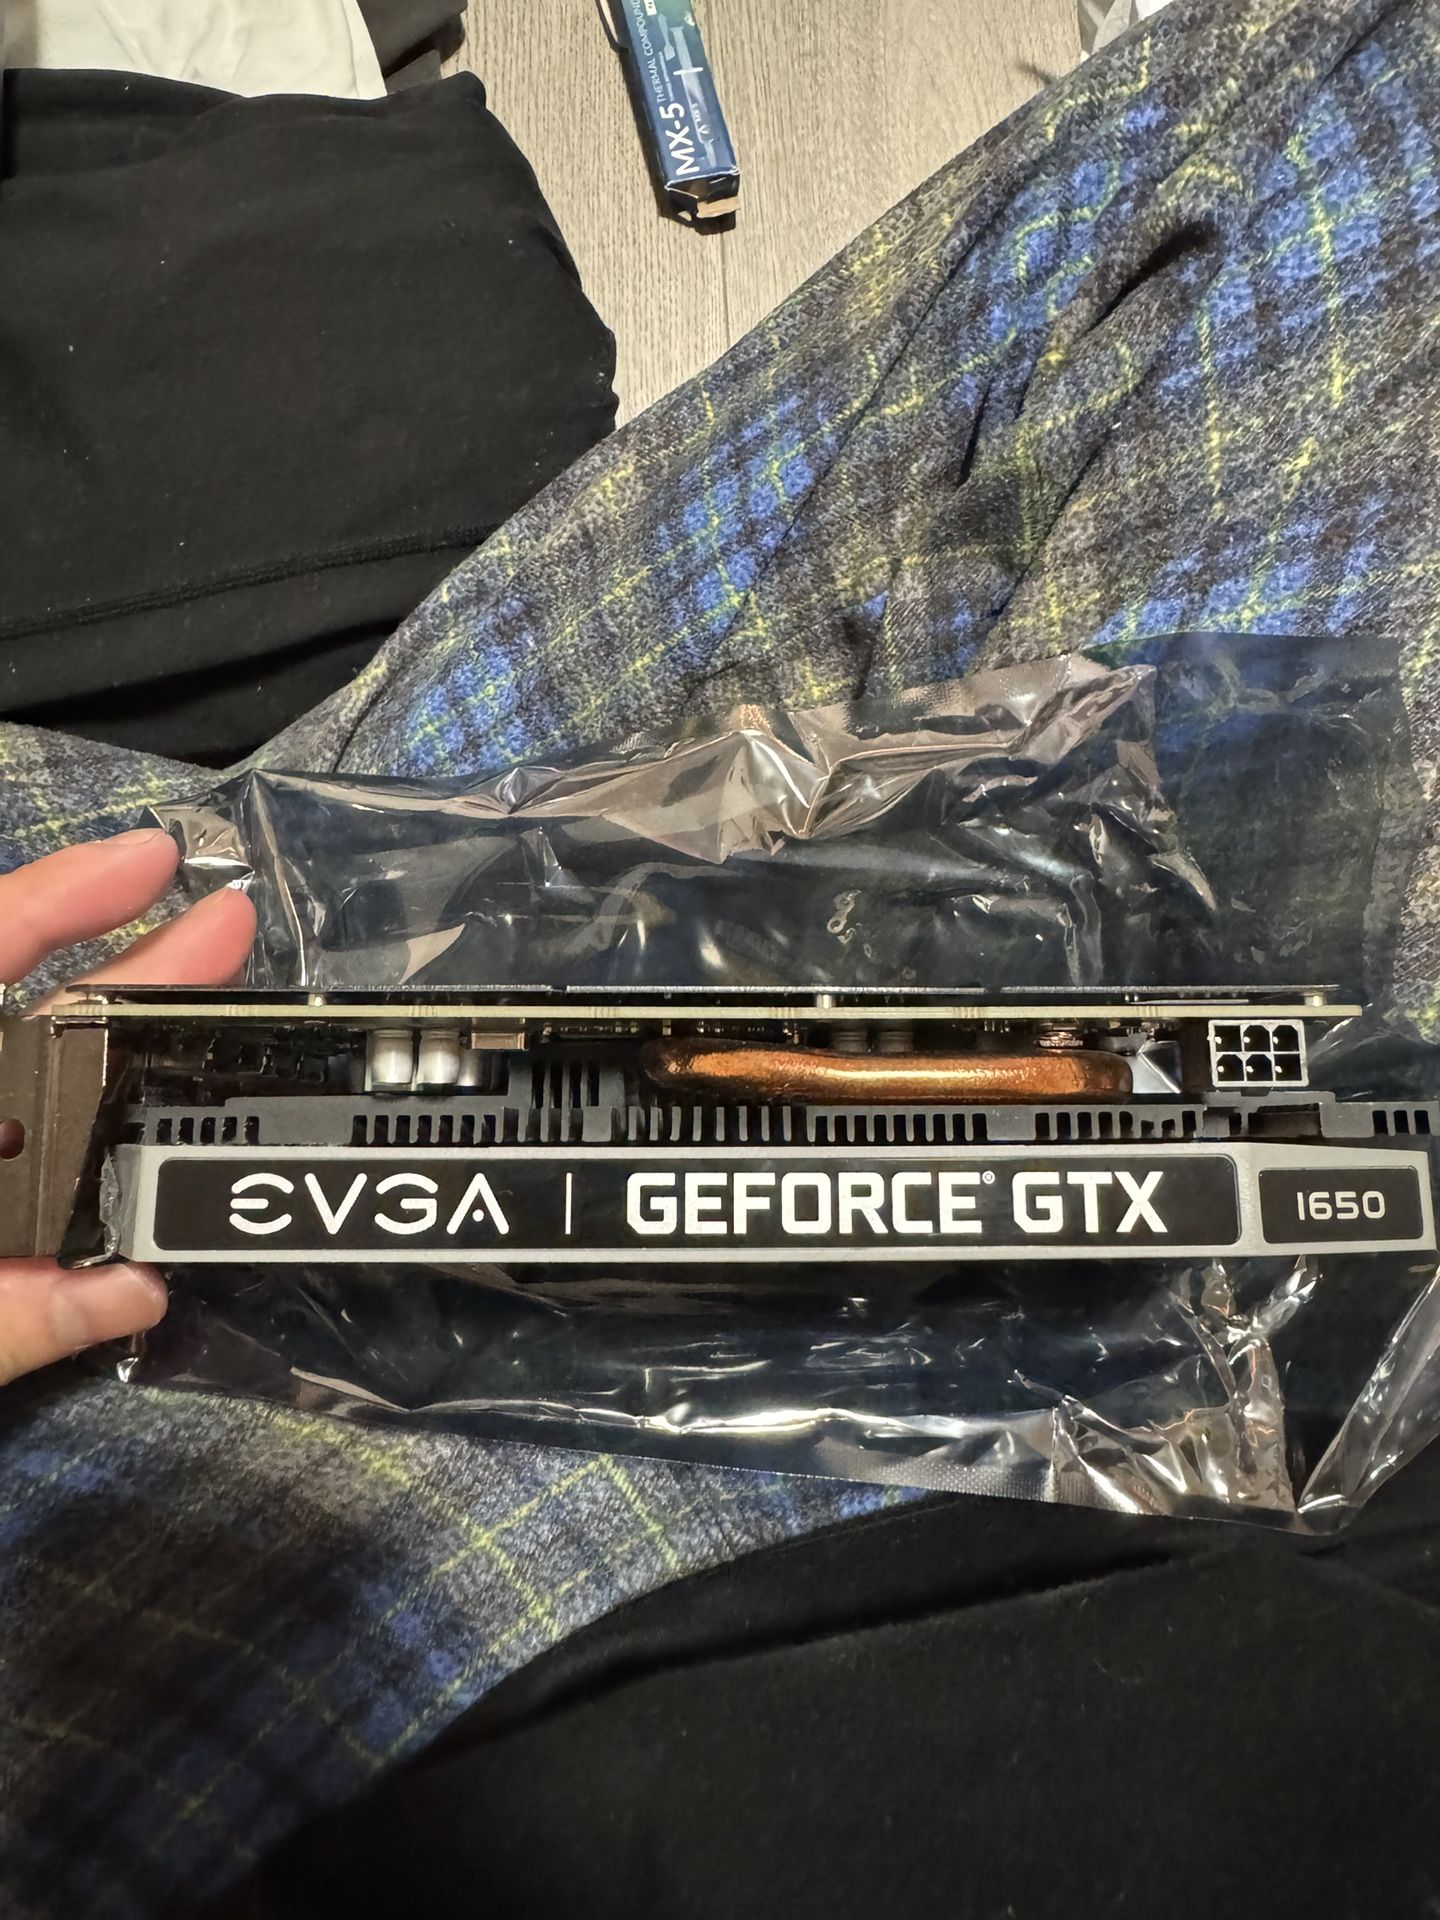 MX-5 THERMAL COMPOUND
EVGA | GEFORCE® GTX 1650